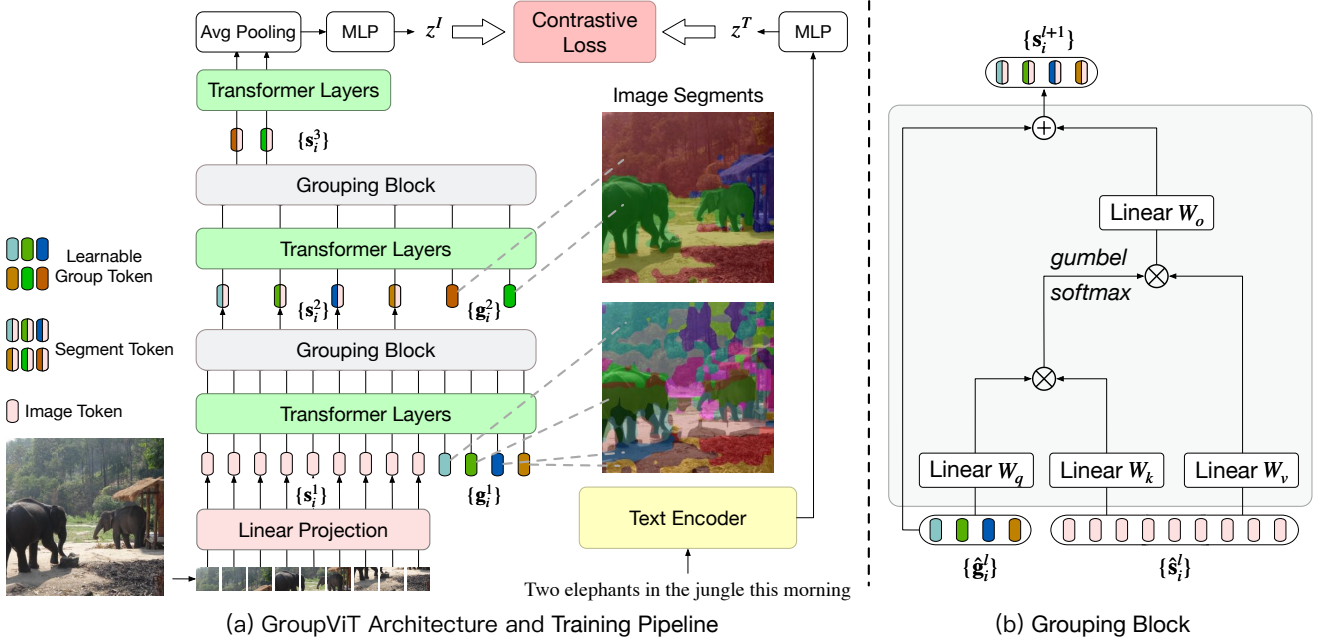 Avg Pooling
MLP
z^I
Contrastive
Loss
z^T
MLP
Transformer Layers
Image Segments
{s_i^3}
Grouping Block
Transformer Layers
Learnable
Group Token
{s_i^2}
{g_i^2}
Segment Token
Grouping Block
Image Token
Transformer Layers
{s_i^1}
{g_i^1}
Linear Projection
Text Encoder
Two elephants in the jungle this morning
(a) GroupViT Architecture and Training Pipeline
{s_i^{l+1}}
+
Linear W_o
gumbel
softmax
Linear W_q
Linear W_k
Linear W_v
{ĝ_i^l}
{ŝ_i^l}
(b) Grouping Block